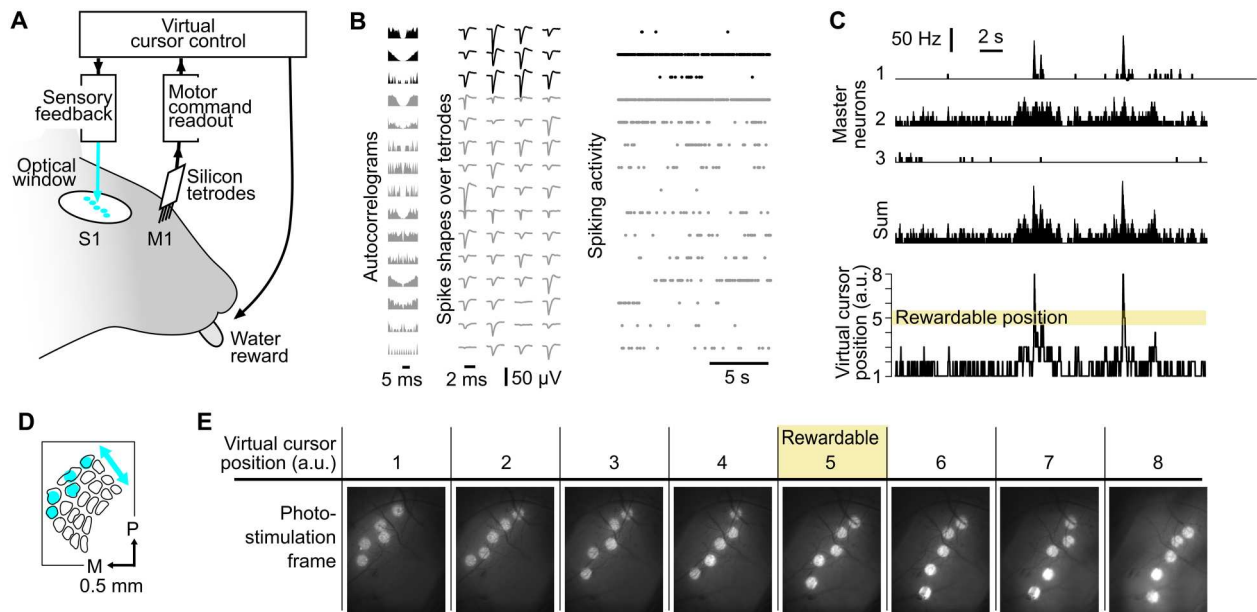 A
Virtual
cursor control
Sensory
feedback
Motor
command
readout
Optical
window
Silicon
tetrodes
S1
M1
Water
reward
B
Autocorrelograms
Spike shapes over tetrodes
Spiking activity
5 ms
2 ms
50 μV
5 s
C
50 Hz
2 s
Master
neurons
1
2
3
Sum
Virtual cursor
position (a.u.)
8
5
1
Rewardable position
D
P
M
0.5 mm
E
Virtual cursor
position (a.u.)
Rewardable
1 2 3 4 5 6 7 8
Photo-
stimulation
frame